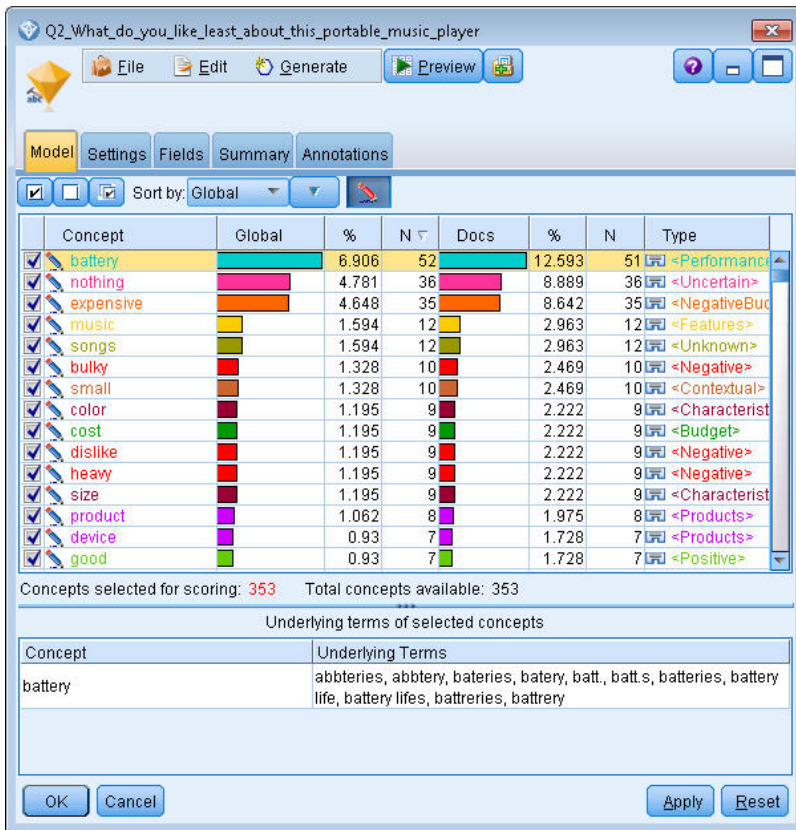 Q2_What_do_you_like_least_about_this_portable_music_player
File Edit Generate Preview
abc
Model Settings Fields Summary Annotations
Sort by: Global
Concept Global % N Docs % N Type
battery 6.906 52 12.593 51 <Performance
nothing 4.781 36 8.889 36 <Uncertain>
expensive 4.648 35 8.642 35 <NegativeBud
music 1.594 12 2.963 12 <Features>
songs 1.594 12 2.963 12 <Unknown>
bulky 1.328 10 2.469 10 <Negative>
small 1.328 10 2.469 10 <Contextual>
color 1.195 9 2.222 9 <Characterist
cost 1.195 9 2.222 9 <Budget>
dislike 1.195 9 2.222 9 <Negative>
heavy 1.195 9 2.222 9 <Negative>
size 1.195 9 2.222 9 <Characterist
product 1.062 8 1.975 8 <Products>
device 0.93 7 1.728 7 <Products>
good 0.93 7 1.728 7 <Positive>
Concepts selected for scoring: 353 Total concepts available: 353
Underlying terms of selected concepts
Concept Underlying Terms
battery abbteries, abbtery, bateries, batery, batt., batt.s, batteries, battery
life, battery lifes, battreries, battrery
OK Cancel Apply Reset